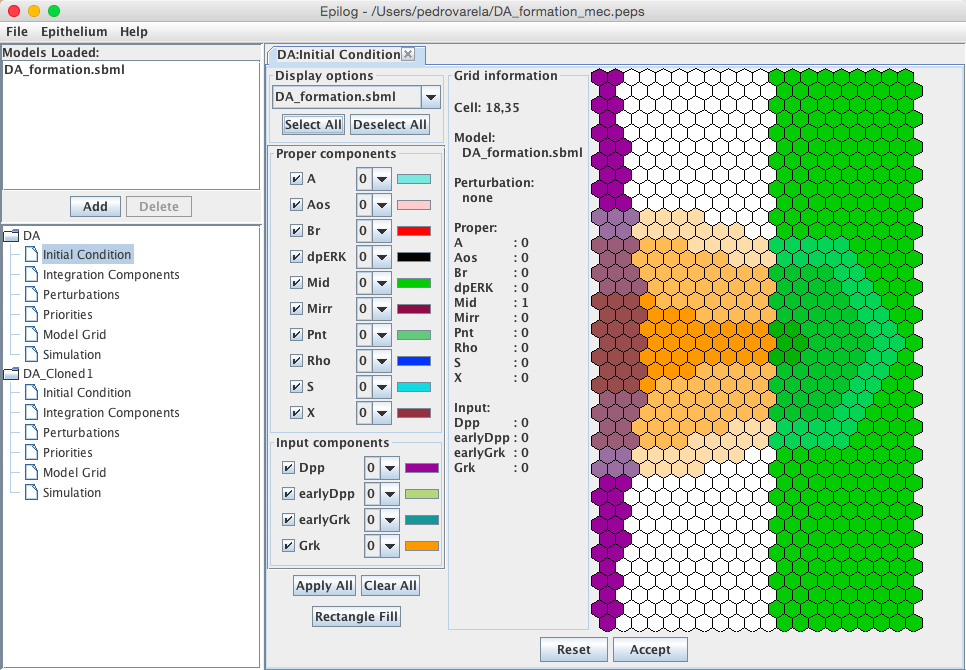 Epilog - /Users/pedrovarela/DA_formation_mec.peps
File Epithelium Help
Models Loaded:
DA_formation.sbml
Add Delete
DA
Initial Condition
Integration Components
Perturbations
Priorities
Model Grid
Simulation
DA_Cloned1
Initial Condition
Integration Components
Perturbations
Priorities
Model Grid
Simulation
DA:Initial Condition
Display options
DA_formation.sbml
Select All Deselect All
Proper components
A 0
Aos 0
Br 0
dpERK 0
Mid 0
Mirr 0
Pnt 0
Rho 0
S 0
X 0
Input components
Dpp 0
earlyDpp 0
earlyGrk 0
Grk 0
Apply All Clear All
Rectangle Fill
Grid information
Cell: 18,35
Model:
DA_formation.sbml
Perturbation:
none
Proper:
A : 0
Aos : 0
Br : 0
dpERK : 0
Mid : 1
Mirr : 0
Pnt : 0
Rho : 0
S : 0
X : 0
Input:
Dpp : 0
earlyDpp : 0
earlyGrk : 0
Grk : 0
Reset Accept